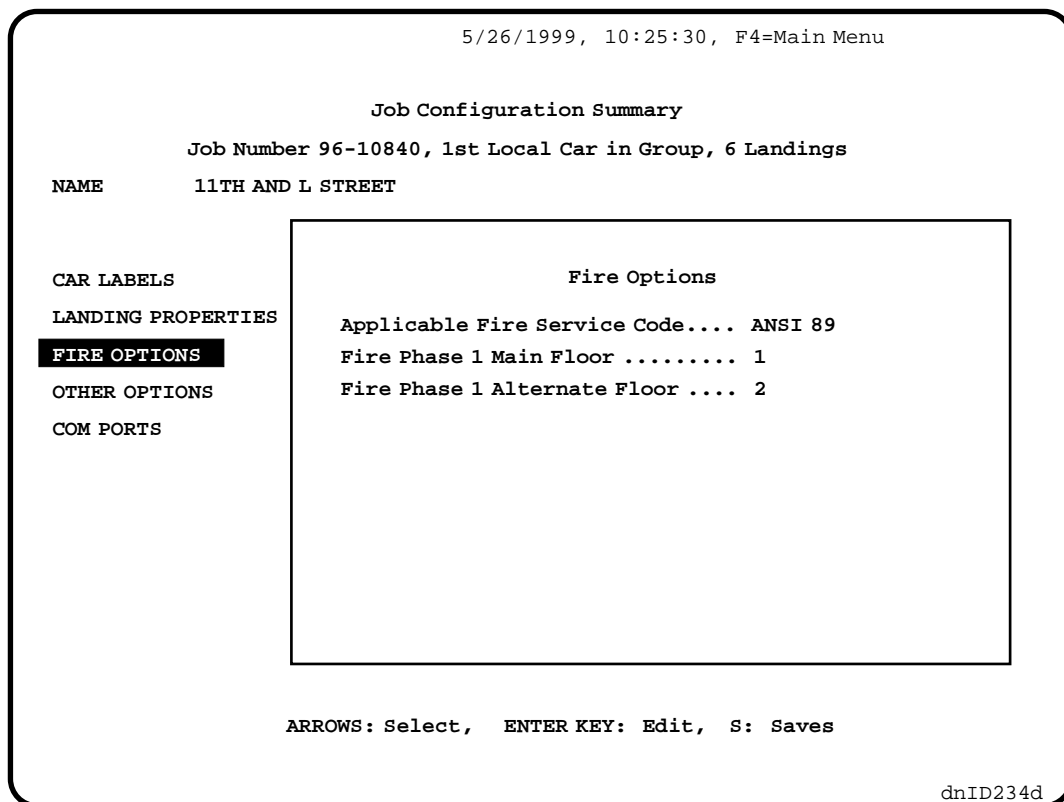 5/26/1999, 10:25:30, F4=Main Menu
Job Configuration Summary
Job Number 96-10840, 1st Local Car in Group, 6 Landings
NAME 11TH AND L STREET
CAR LABELS
LANDING PROPERTIES
FIRE OPTIONS
OTHER OPTIONS
COM PORTS
Fire Options
Applicable Fire Service Code.... ANSI 89
Fire Phase 1 Main Floor ......... 1
Fire Phase 1 Alternate Floor .... 2
ARROWS: Select, ENTER KEY: Edit, S: Saves
dnID234d